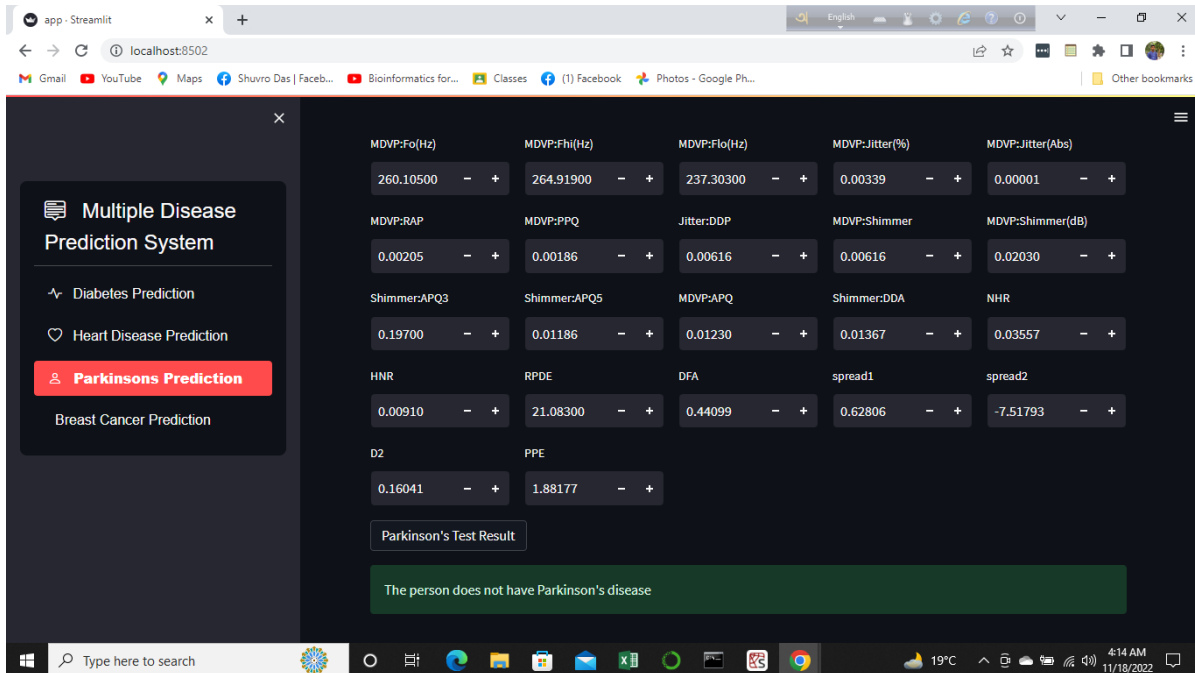 app · Streamlit
English
localhost:8502
Gmail YouTube Maps Shuvro Das | Faceb... Bioinformatics for... Classes (1) Facebook Photos - Google Ph... Other bookmarks
Multiple Disease
Prediction System
Diabetes Prediction
Heart Disease Prediction
Parkinsons Prediction
Breast Cancer Prediction
MDVP:Fo(Hz) MDVP:Fhi(Hz) MDVP:Flo(Hz) MDVP:Jitter(%) MDVP:Jitter(Abs)
260.10500 - + 264.91900 - + 237.30300 - + 0.00339 - + 0.00001 - +
MDVP:RAP MDVP:PPQ Jitter:DDP MDVP:Shimmer MDVP:Shimmer(dB)
0.00205 - + 0.00186 - + 0.00616 - + 0.00616 - + 0.02030 - +
Shimmer:APQ3 Shimmer:APQ5 MDVP:APQ Shimmer:DDA NHR
0.19700 - + 0.01186 - + 0.01230 - + 0.01367 - + 0.03557 - +
HNR RPDE DFA spread1 spread2
0.00910 - + 21.08300 - + 0.44099 - + 0.62806 - + -7.51793 - +
D2 PPE
0.16041 - + 1.88177 - +
Parkinson's Test Result
The person does not have Parkinson's disease
Type here to search
19°C
4:14 AM
11/18/2022